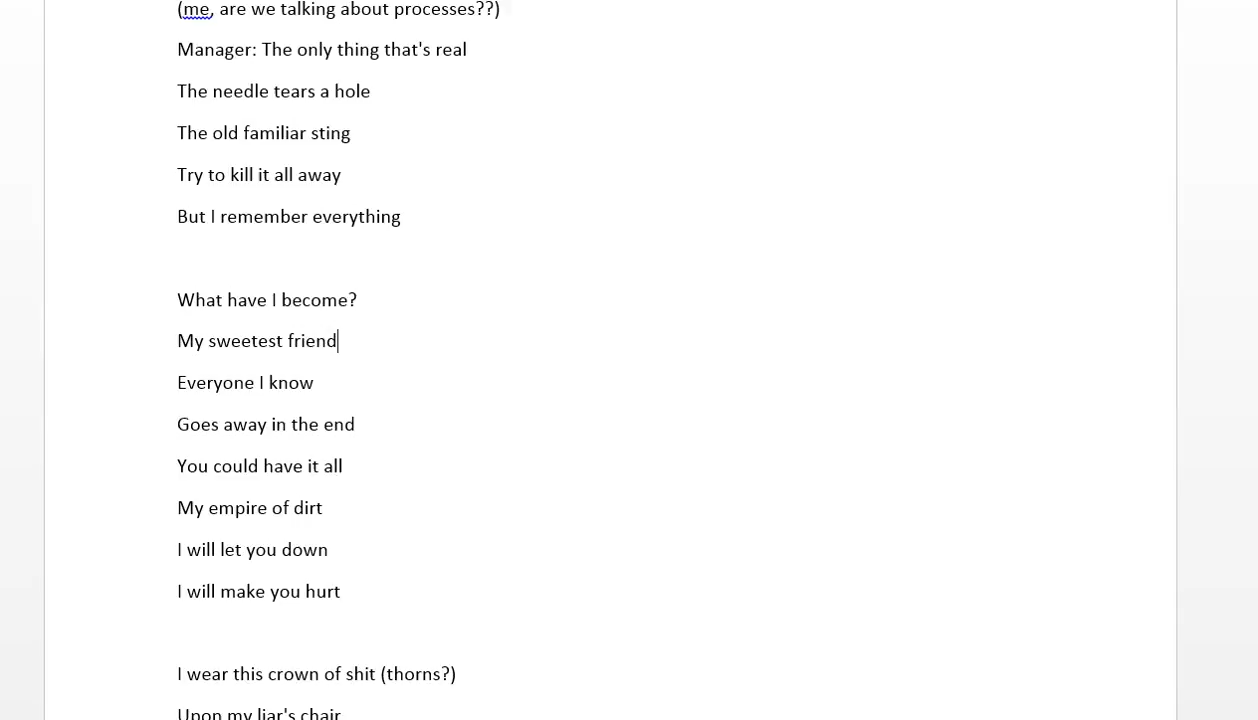 (me, are we talking about processes??)
Manager: The only thing that's real
The needle tears a hole
The old familiar sting
Try to kill it all away
But I remember everything
What have I become?
My sweetest friend
Everyone I know
Goes away in the end
You could have it all
My empire of dirt
I will let you down
I will make you hurt
I wear this crown of shit (thorns?)
Upon my liar's chair